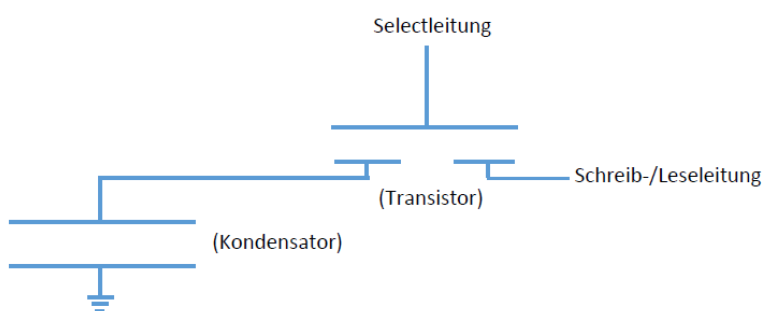 Selectleitung
Schreib-/Leseleitung
(Transistor)
(Kondensator)